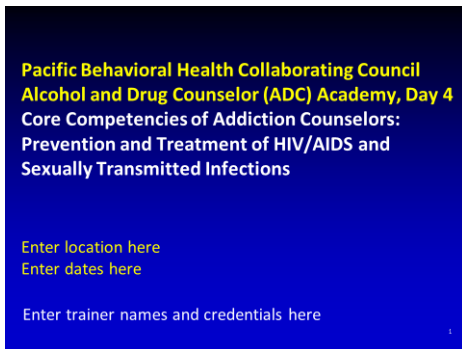 Pacific Behavioral Health Collaborating Council
Alcohol and Drug Counselor (ADC) Academy, Day 4
Core Competencies of Addiction Counselors:
Prevention and Treatment of HIV/AIDS and
Sexually Transmitted Infections
Enter location here
Enter dates here
Enter trainer names and credentials here
1